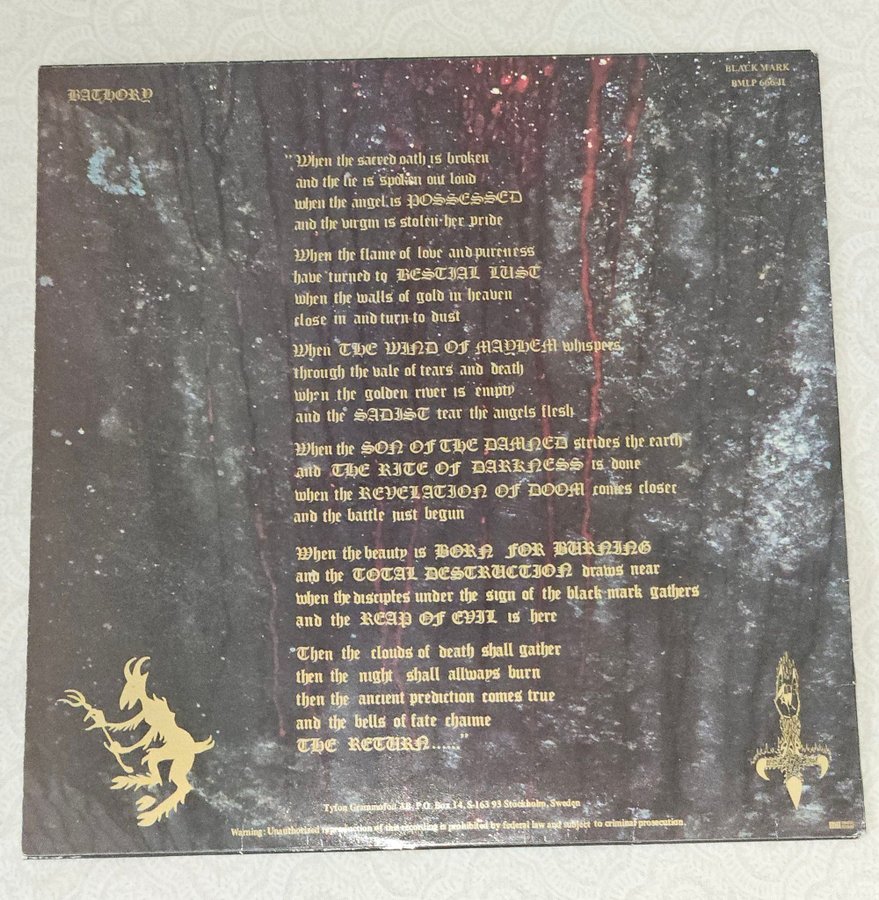 BATHORY
BLACK MARK
BMLP 666-11
"When the sacred oath is broken
and the lie is spoken out loud
when the angel is POSSESSED
and the virgin is stolen her pride
When the flame of love and pureness
have turned to BESTIAL LUST
when the walls of gold in heaven
close in and turn to dust
When THE WIND OF MAYHEM whispers
through the vale of tears and death
when the golden river is empty
and the SADIST tear the angels flesh
When the SON OF THE DAMNED strides the earth
and THE RITE OF DARKNESS is done
when the REVELATION OF DOOM comes closer
and the battle just begun
When the beauty is BORN FOR BURNING
and the TOTAL DESTRUCTION draws near
when the disciples under the sign of the black mark gathers
and the REAP OF EVIL is here
Then the clouds of death shall gather
then the night shall allways burn
then the ancient prediction comes true
and the bells of fate chaime
THE RETURN......"
Tyfon Grammofon AB, P.O. Box 14, S-163 93 Stockholm, Sweden
Warning: Unauthorized reproduction of this recording is prohibited by federal law and subject to criminal prosecution.